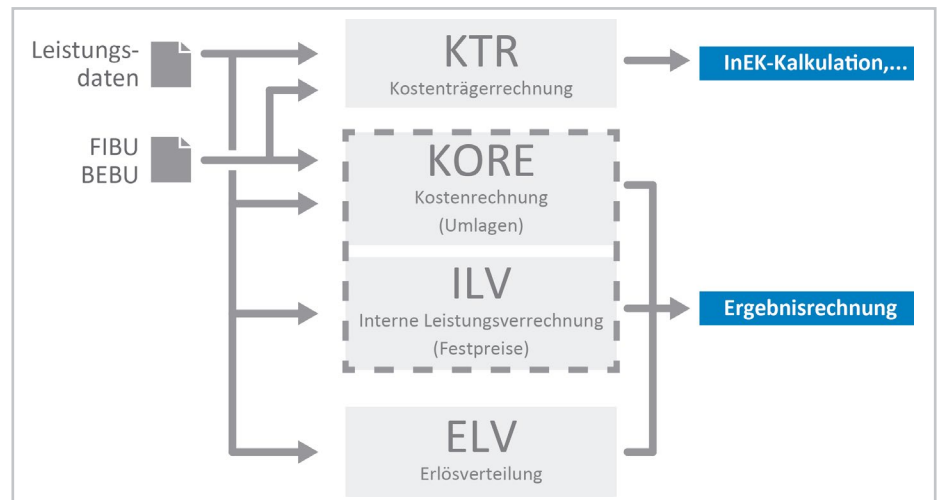 Leistungs-
daten
FIBU
BEBU
KTR
Kostenträgerrechnung
KORE
Kostenrechnung
(Umlagen)
ILV
Interne Leistungsverrechnung
(Festpreise)
ELV
Erlösverteilung
InEK-Kalkulation,...
Ergebnisrechnung